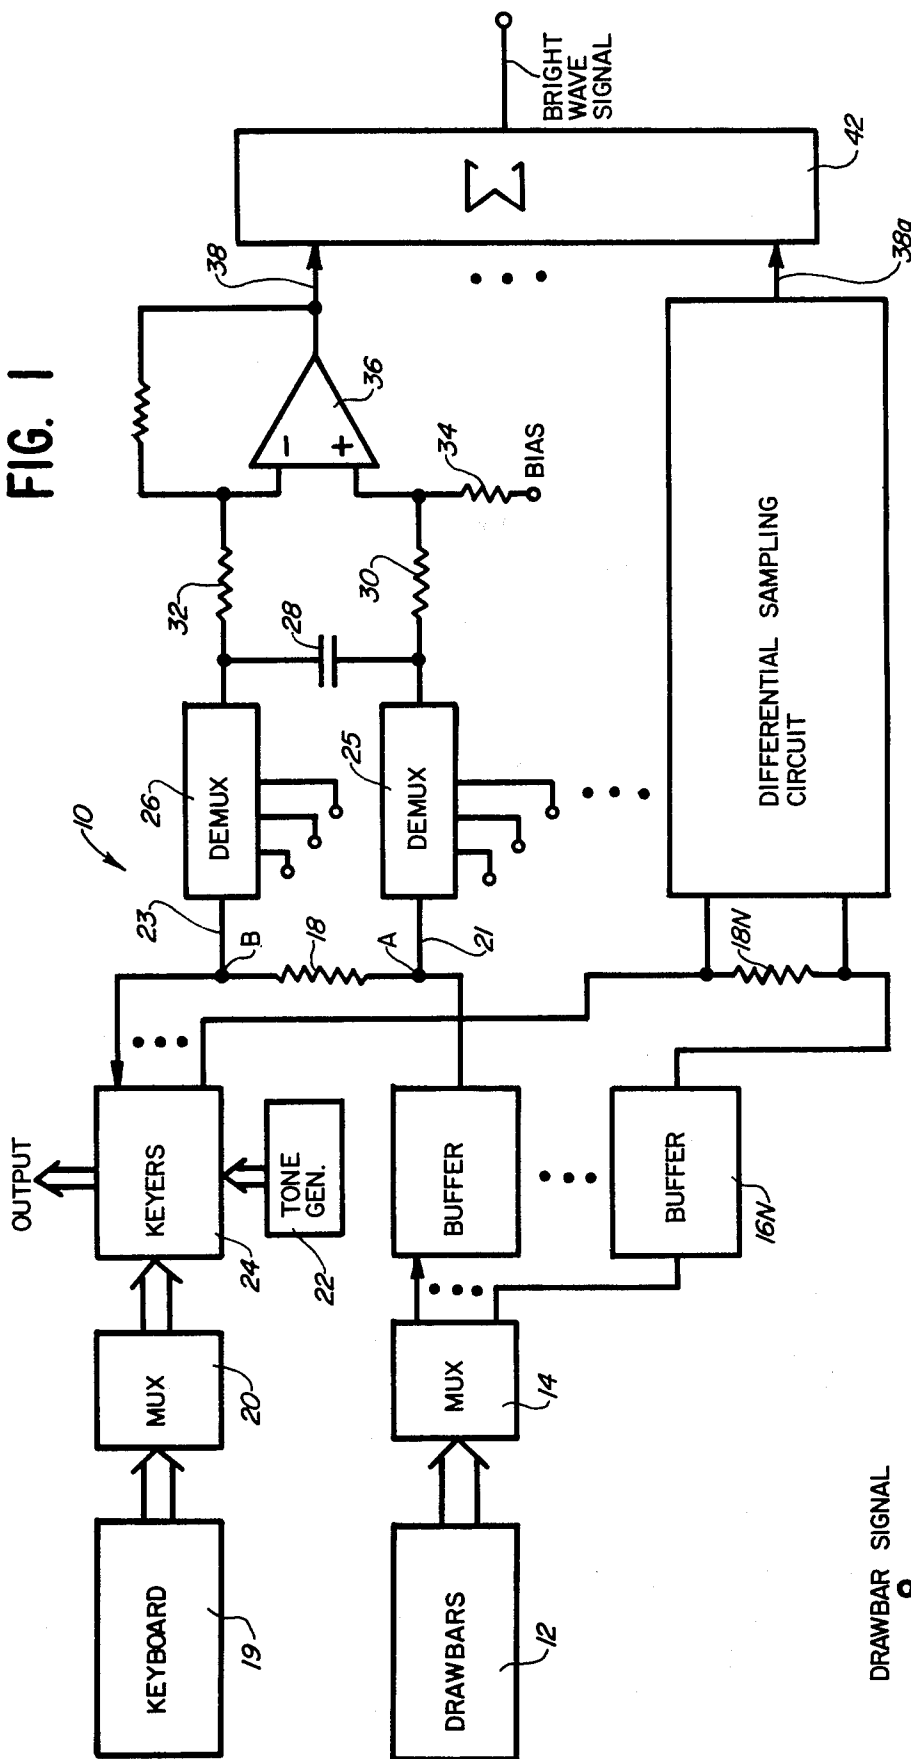 FIG. 1
10
KEYBOARD
19
MUX
20
KEYERS
24
OUTPUT
TONE
GEN.
22
DRAWBARS
12
MUX
14
BUFFER
BUFFER
16N
23
B
18
A
21
18N
DEMUX
26
DEMUX
25
28
32
30
34
BIAS
-
+
36
38
DIFFERENTIAL SAMPLING
CIRCUIT
38a
Σ
42
BRIGHT
WAVE
SIGNAL
DRAWBAR SIGNAL